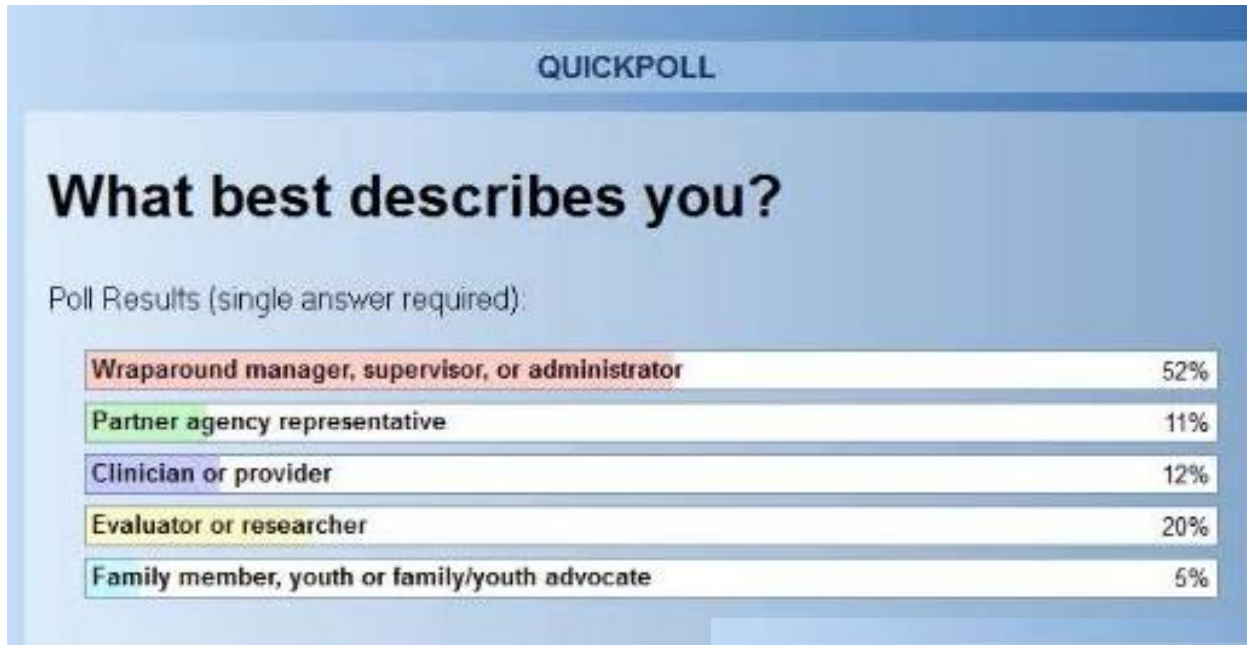 QUICKPOLL
What best describes you?
Poll Results (single answer required):
Wraparound manager, supervisor, or administrator 52%
Partner agency representative 11%
Clinician or provider 12%
Evaluator or researcher 20%
Family member, youth or family/youth advocate 5%